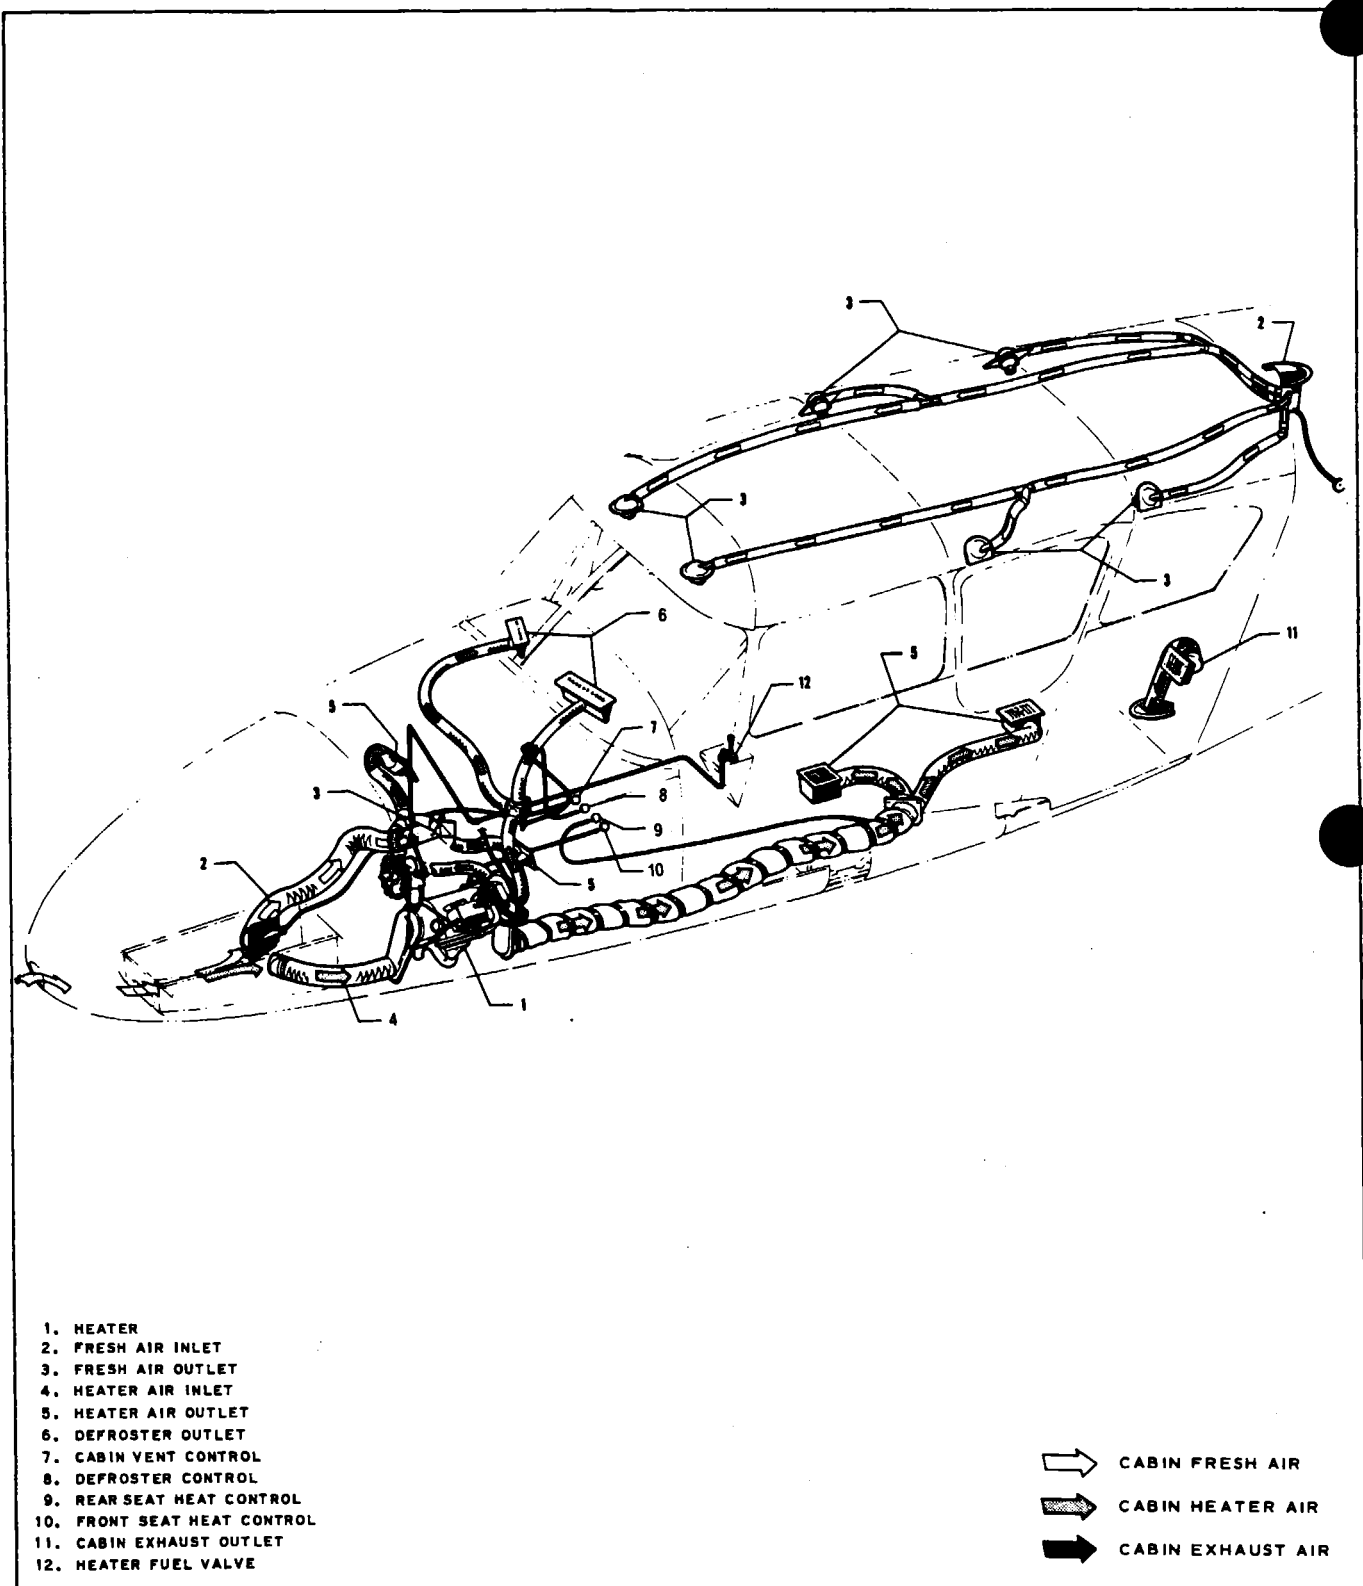 3
2
3
3
6
11
5
12
5
7
3
8
9
2
10
5
1
4
1. HEATER
2. FRESH AIR INLET
3. FRESH AIR OUTLET
4. HEATER AIR INLET
5. HEATER AIR OUTLET
6. DEFROSTER OUTLET
7. CABIN VENT CONTROL
8. DEFROSTER CONTROL
9. REAR SEAT HEAT CONTROL
10. FRONT SEAT HEAT CONTROL
11. CABIN EXHAUST OUTLET
12. HEATER FUEL VALVE
CABIN FRESH AIR
CABIN HEATER AIR
CABIN EXHAUST AIR